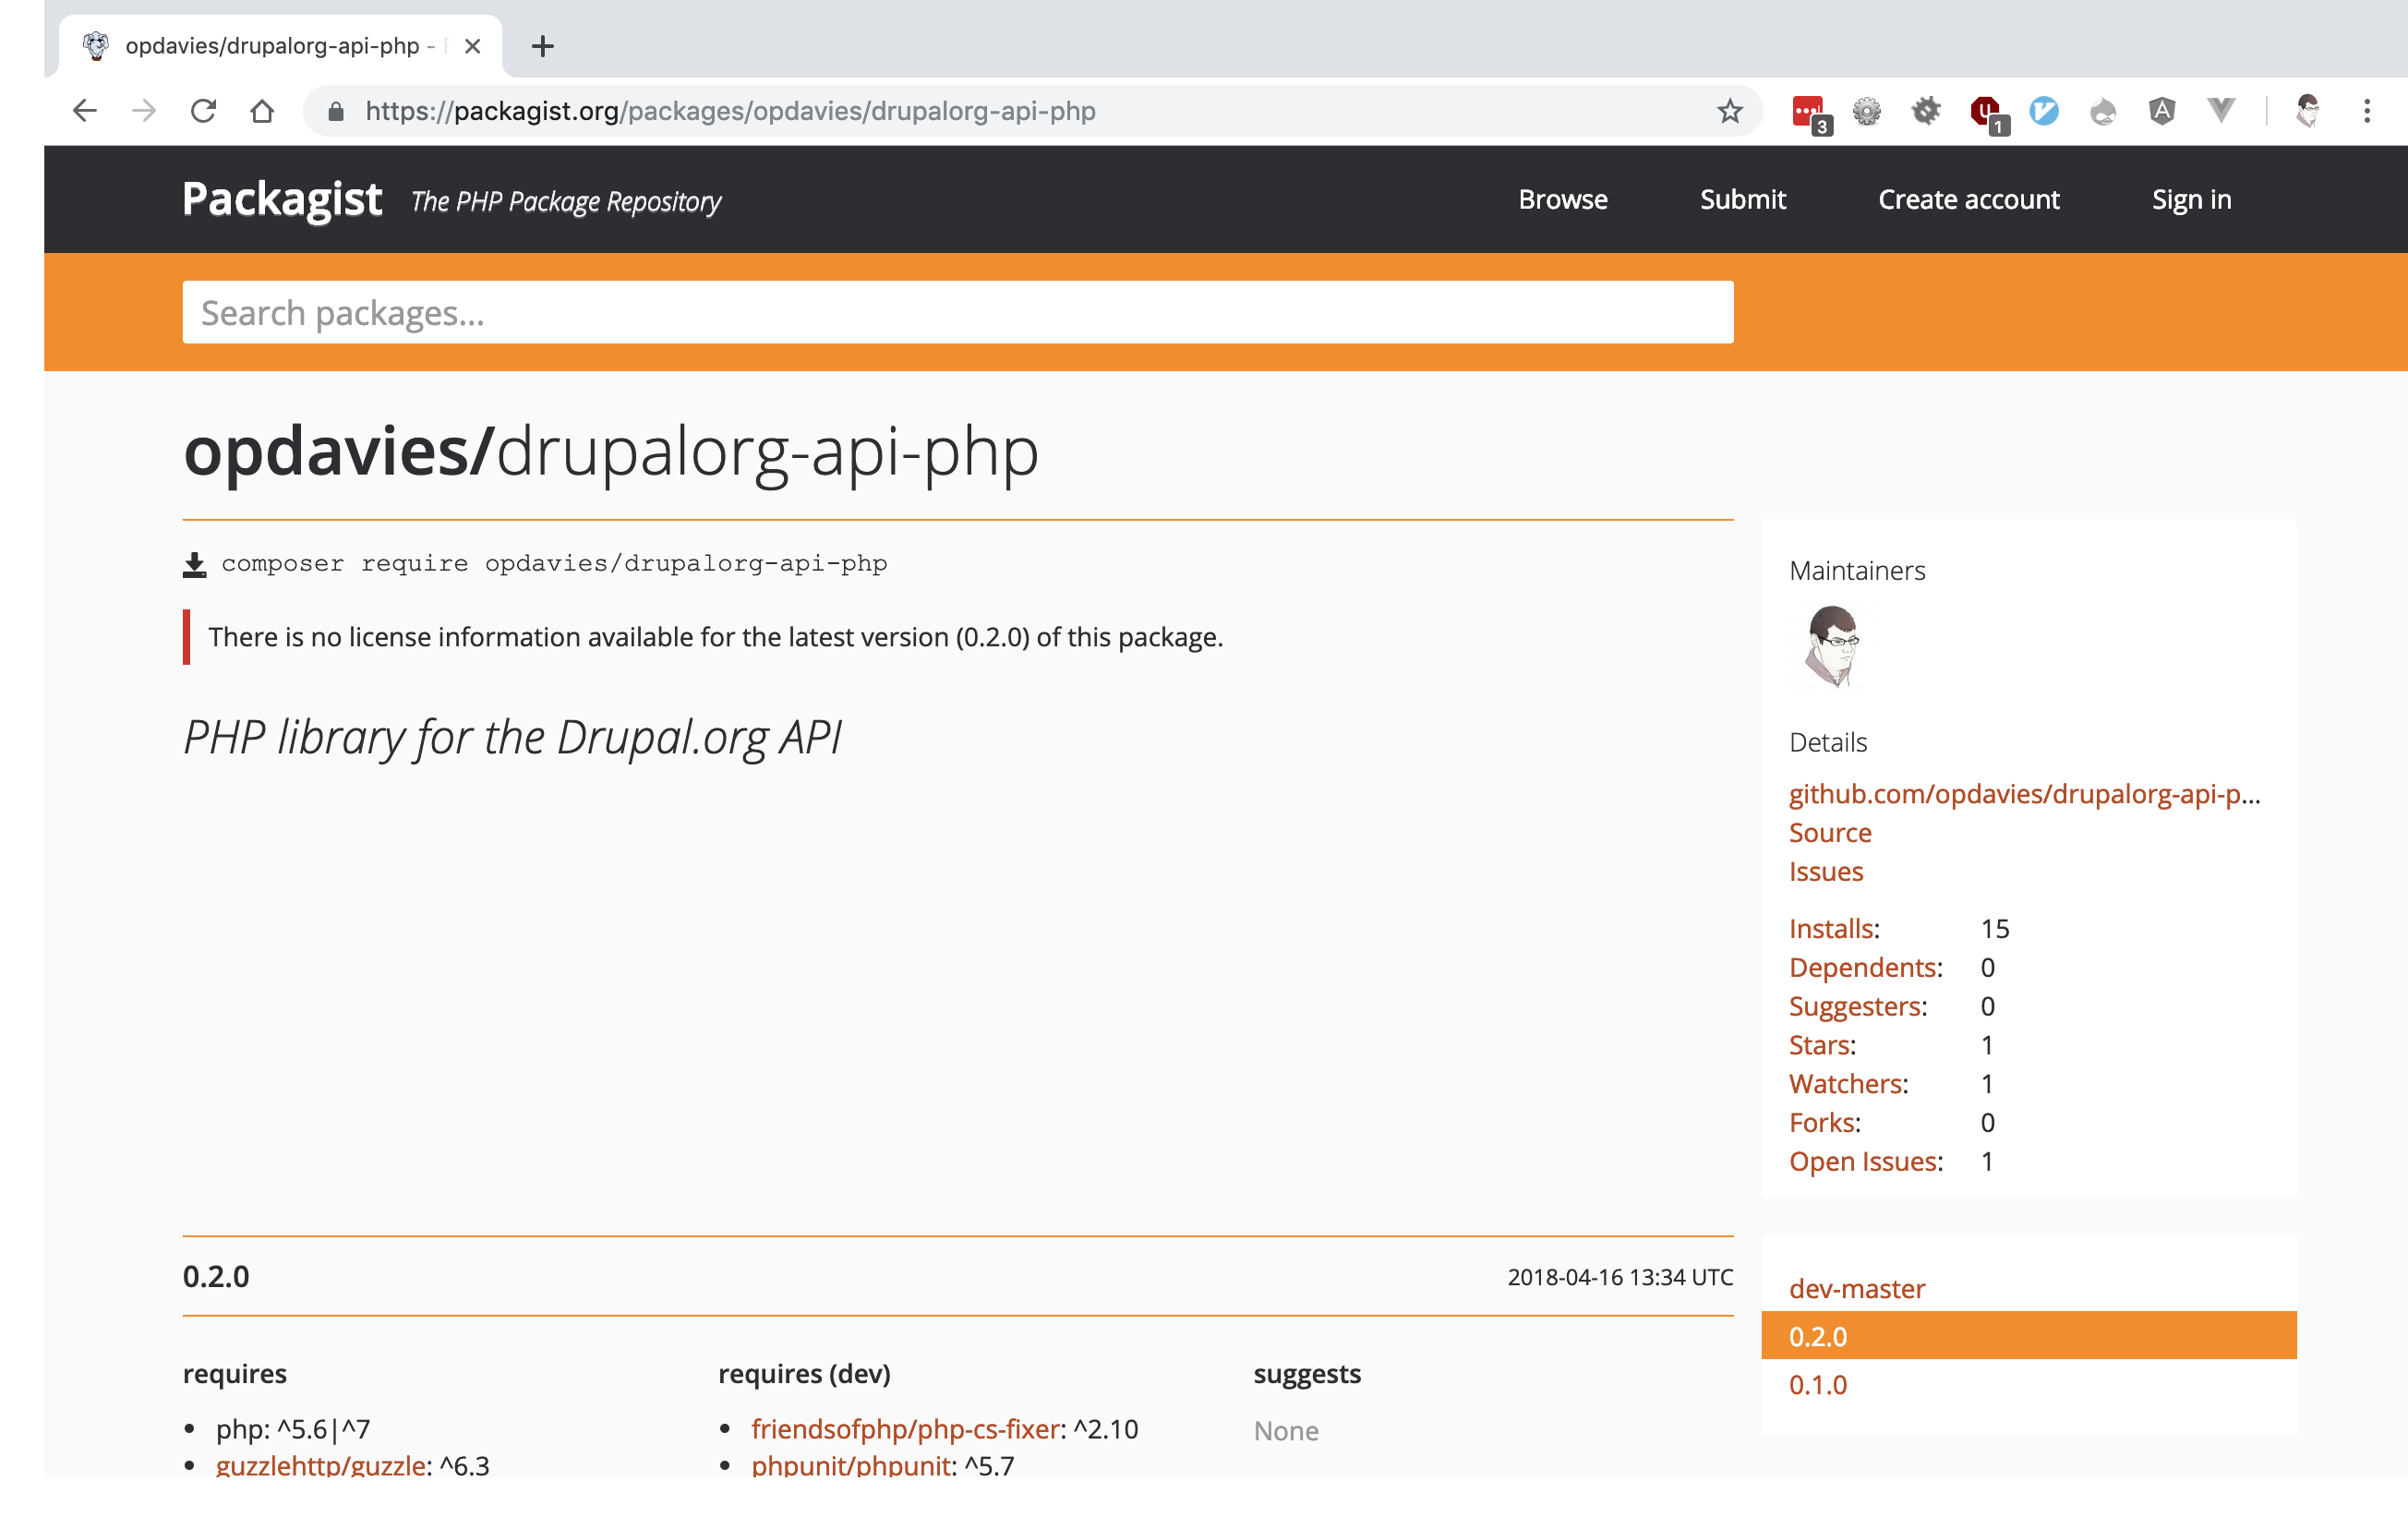 opdavies/drupalorg-api-php -
https://packagist.org/packages/opdavies/drupalorg-api-php
3
1
Packagist The PHP Package Repository
Browse Submit Create account Sign in
Search packages...
opdavies/drupalorg-api-php
composer require opdavies/drupalorg-api-php
There is no license information available for the latest version (0.2.0) of this package.
PHP library for the Drupal.org API
Maintainers
Details
github.com/opdavies/drupalorg-api-p...
Source
Issues
Installs: 15
Dependents: 0
Suggesters: 0
Stars: 1
Watchers: 1
Forks: 0
Open Issues: 1
0.2.0 2018-04-16 13:34 UTC
dev-master
0.2.0
0.1.0
requires
php: ^5.6|^7
guzzlehttp/guzzle: ^6.3
requires (dev)
friendsofphp/php-cs-fixer: ^2.10
phpunit/phpunit: ^5.7
suggests
None